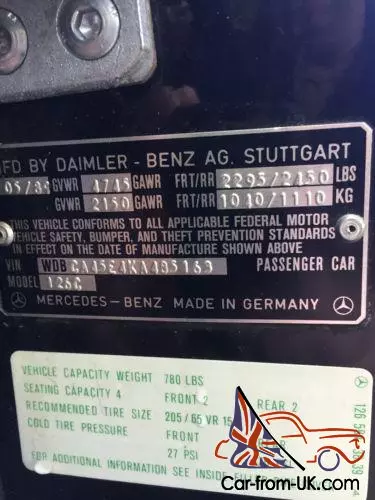 MFD BY DAIMLER - BENZ AG. STUTTGART
GVWR 4745 GAWR FRT/RR 2295/2450 LBS
GVWR 2150 GAWR FRT/RR 1040/1110 KG
THIS VEHICLE CONFORMS TO ALL APPLICABLE FEDERAL MOTOR
VEHICLE SAFETY, BUMPER, AND THEFT PREVENTION STANDARDS
IN EFFECT ON THE DATE OF MANUFACTURE SHOWN ABOVE
VIN PASSENGER CAR
MODEL
MERCEDES-BENZ MADE IN GERMANY
VEHICLE CAPACITY WEIGHT 780 LBS
SEATING CAPACITY 4 FRONT 2 REAR 2
RECOMMENDED TIRE SIZE 205/65 VR 15
COLD TIRE PRESSURE FRONT
27 PSI
FOR ADDITIONAL INFORMATION SEE INSIDE
Car-from-UK.com